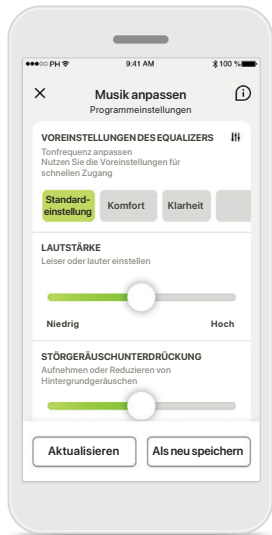 PH 9:41 AM 100 %
Musik anpassen
Programmeinstellungen
VOREINSTELLUNGEN DES EQUALIZERS
Tonfrequenz anpassen
Nutzen Sie die Voreinstellungen für
schnellen Zugang
Standard-
einstellung
Komfort
Klarheit
LAUTSTÄRKE
Leiser oder lauter einstellen
Niedrig Hoch
STÖRGERÄUSCHUNTERDRÜCKUNG
Aufnehmen oder Reduzieren von
Hintergrundgeräuschen
Aktualisieren Als neu speichern